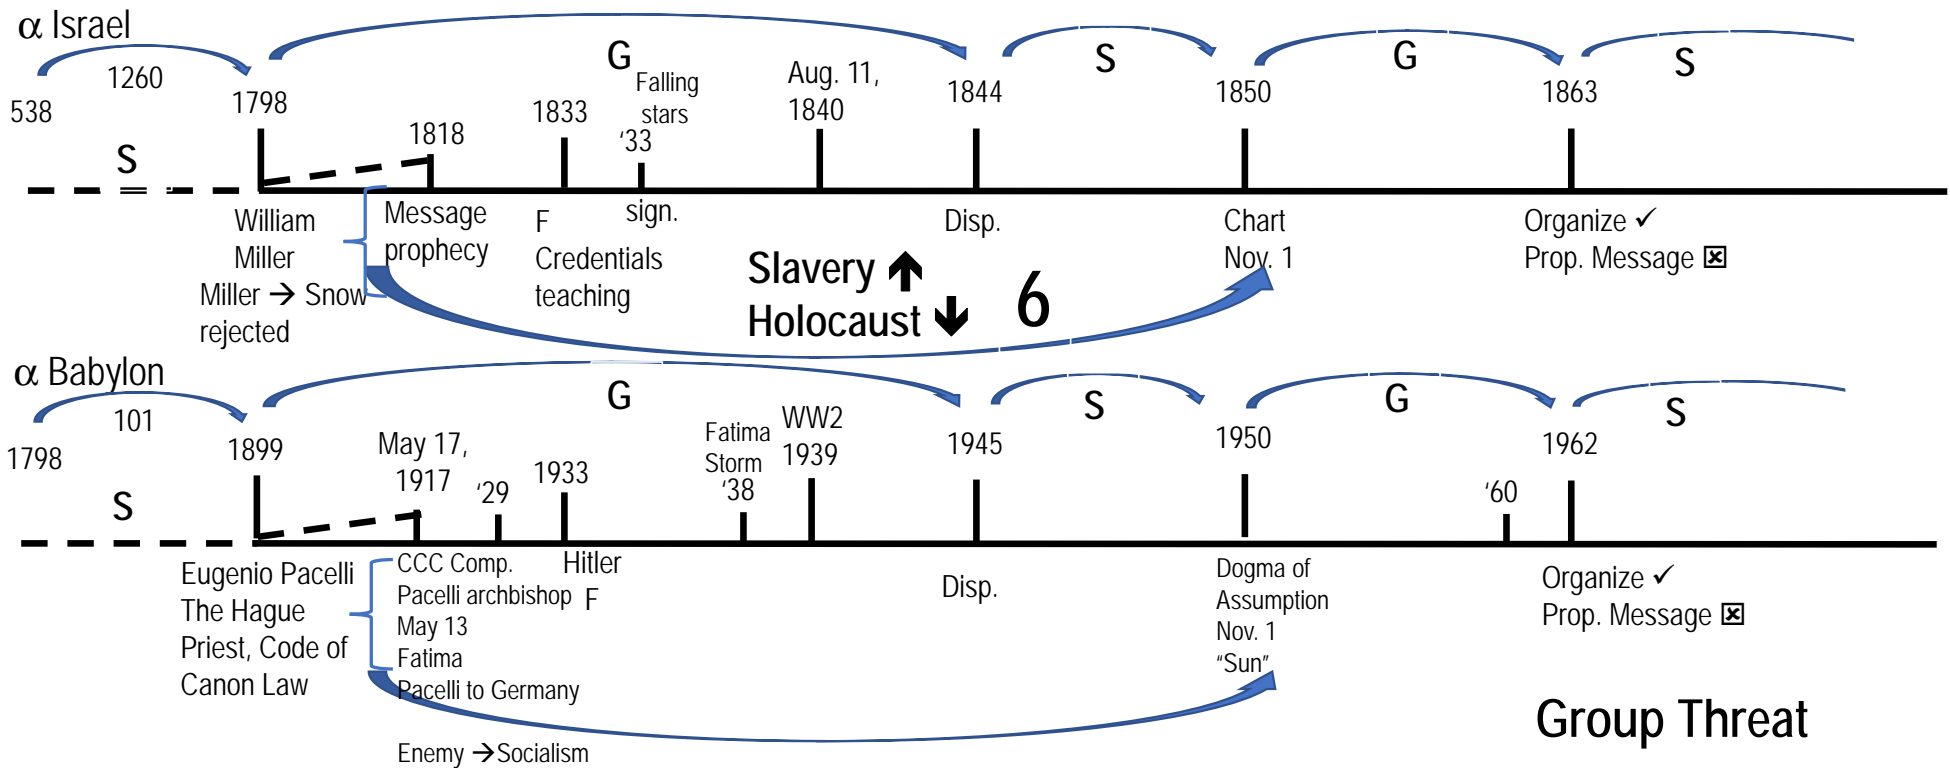 α Israel
1260
538
S
1798
G
Falling
stars
1818
1833
‘33
Aug. 11,
1840
1844
S
1850
G
1863
S
William
Miller
Miller → Snow
rejected
Message
prophecy
F
Credentials
teaching
sign.
Slavery ↑
Holocaust ↓
6
Disp.
Chart
Nov. 1
Organize ✓
Prop. Message ☒
α Babylon
101
1798
S
1899
G
May 17,
1917
‘29
1933
Fatima
Storm
‘38
WW2
1939
1945
S
1950
G
‘60
1962
S
Eugenio Pacelli
The Hague
Priest, Code of
Canon Law
CCC Comp.
Pacelli archbishop
May 13
Fatima
Pacelli to Germany
Enemy → Socialism
Hitler
F
Disp.
Dogma of
Assumption
Nov. 1
“Sun”
Organize ✓
Prop. Message ☒
Group Threat